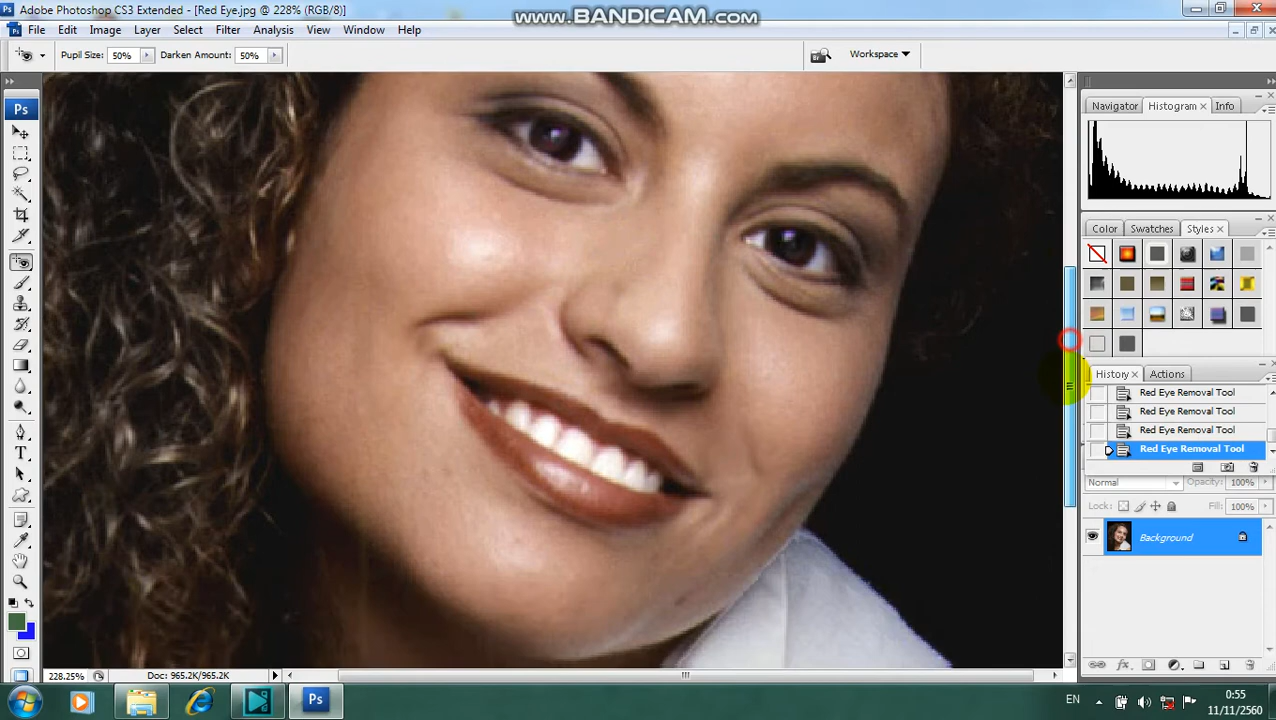 Adobe Photoshop CS3 Extended - [Red Eye.jpg @ 228% (RGB/8)]
www.BANDICAM.com
Ps
File Edit Image Layer Select Filter Analysis View Window Help
Pupil Size: 50% Darken Amount: 50% Workspace
Ps
Navigator Histogram × Info
Color Swatches Styles ×
History × Actions
Red Eye Removal Tool
Red Eye Removal Tool
Red Eye Removal Tool
Red Eye Removal Tool
Normal Opacity: 100%
Lock: Fill: 100%
Background
228.25% Doc: 965.2K/965.2K
Ps
EN
0:55
11/11/2560